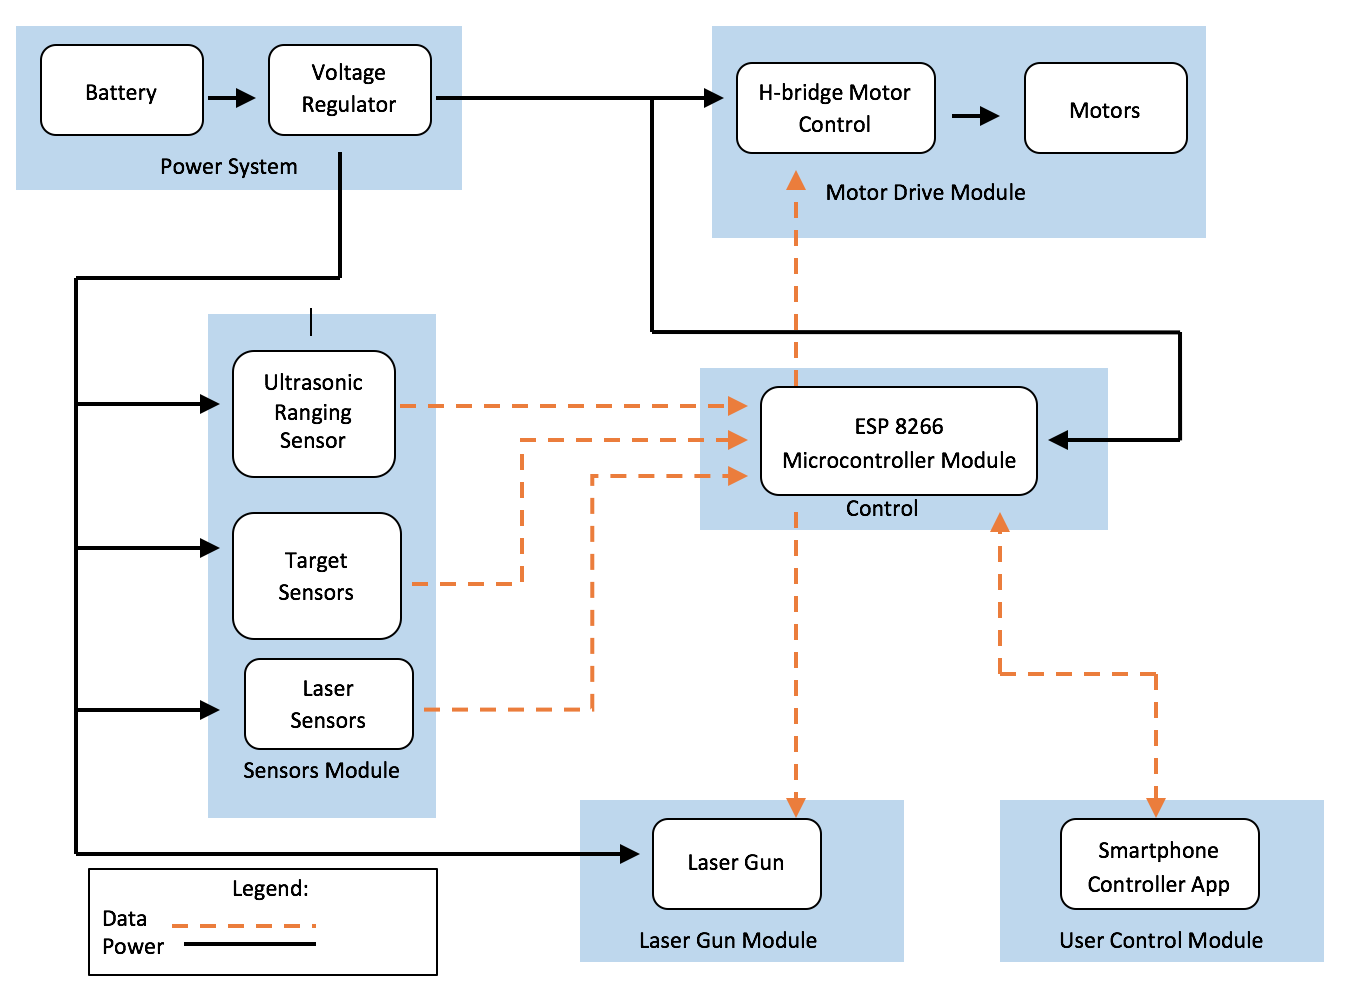 Battery
Voltage
Regulator
Power System
H-bridge Motor
Control
Motors
Motor Drive Module
Ultrasonic
Ranging
Sensor
Target
Sensors
Laser
Sensors
Sensors Module
ESP 8266
Microcontroller Module
Control
Laser Gun
Laser Gun Module
Smartphone
Controller App
User Control Module
Legend:
Data
Power